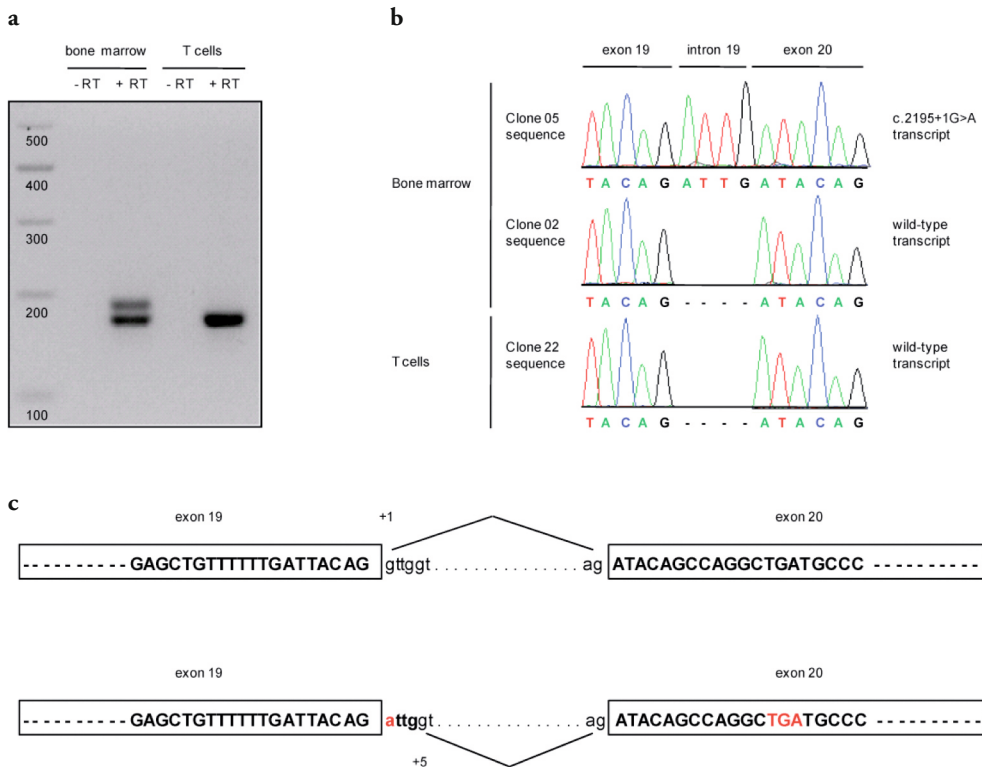 a
bone marrow T cells
- RT + RT - RT + RT
500
400
300
200
100
b
exon 19 intron 19 exon 20
Bone marrow
Clone 05
sequence
c.2195+1G>A
transcript
T A C A G A T T G A T A C A G
Clone 02
sequence
wild-type
transcript
T A C A G - - - - A T A C A G
T cells
Clone 22
sequence
wild-type
transcript
T A C A G - - - - A T A C A G
c
exon 19 +1 exon 20
- - - - - - - - - - GAGCTGTTTTTTGATTACAG gttggt . . . . . . . . . . . . . . ag ATACAGCCAGGCTGATGCCC - - - - - - - - - - -
exon 19 exon 20
- - - - - - - - - - GAGCTGTTTTTTGATTACAG attggt . . . . . . . . . . . . . . ag ATACAGCCAGGCTGATGCCC - - - - - - - - - - -
+5